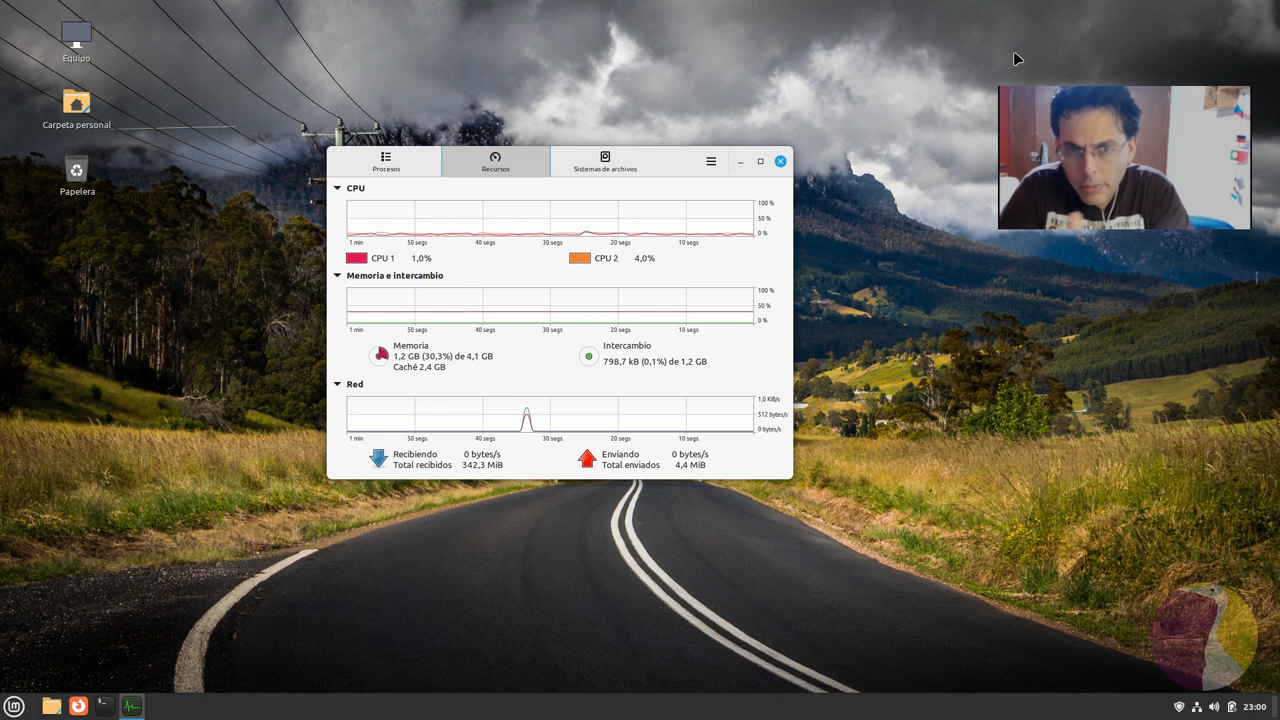 Equipo
Carpeta personal
Papelera
Procesos
Recursos
Sistemas de archivos
CPU
100 %
50 %
0 %
1 min 50 segs 40 segs 30 segs 20 segs 10 segs
CPU 1 1,0%
CPU 2 4,0%
Memoria e intercambio
100 %
50 %
0 %
1 min 50 segs 40 segs 30 segs 20 segs 10 segs
Memoria
1,2 GB (30,3%) de 4,1 GB
Caché 2,4 GB
Intercambio
798,7 kB (0,1%) de 1,2 GB
Red
1,0 KiB/s
512 bytes/s
0 bytes/s
1 min 50 segs 40 segs 30 segs 20 segs 10 segs
Recibiendo 0 bytes/s
Total recibidos 342,3 MiB
Enviando 0 bytes/s
Total enviados 4,4 MiB
23:00